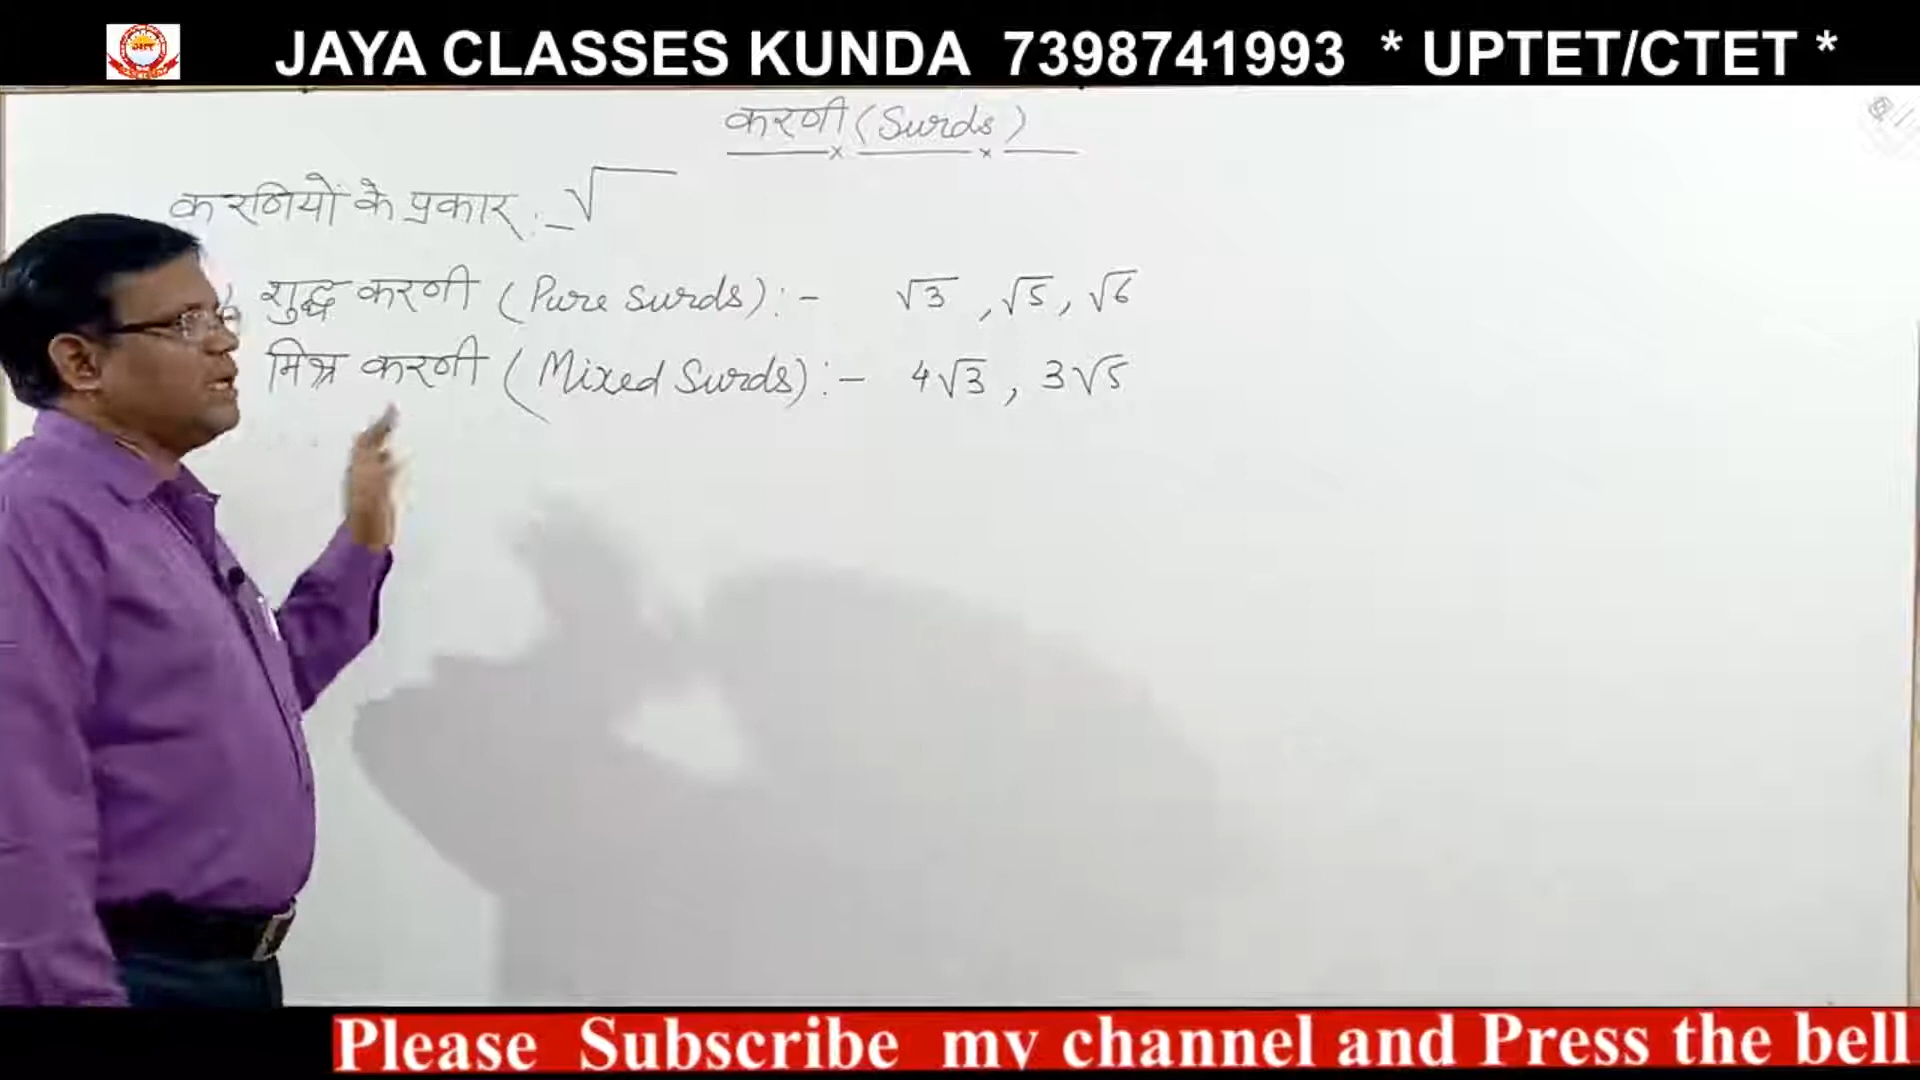 JAYA CLASSES KUNDA 7398741993 * UPTET/CTET *
करणी (Surds)
करणियों के प्रकार :- √
शुद्ध करणी (Pure surds) :- √3, √5, √6
मिश्र करणी (Mixed Surds) :- 4√3, 3√5
Please Subscribe my channel and Press the bell